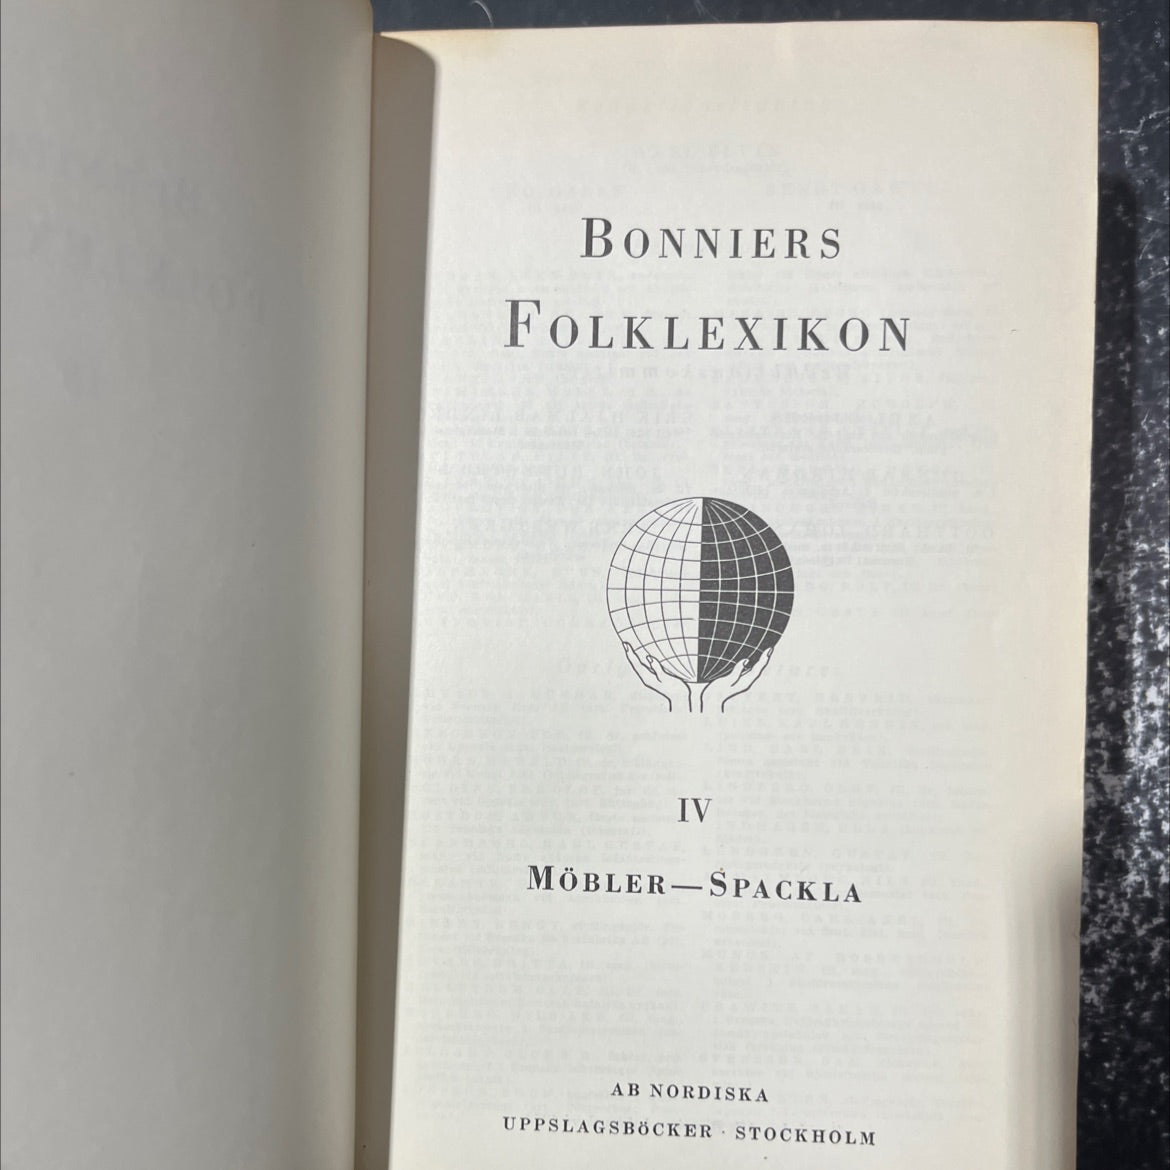 BONNIERS
FOLKLEXIKON
IV
MÖBLER—SPACKLA
AB NORDISKA
UPPSLAGSBÖCKER · STOCKHOLM